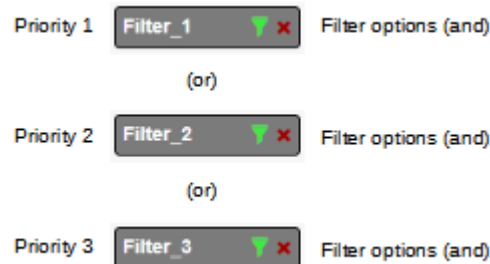 Priority 1 Filter_1 Filter options (and)
(or)
Priority 2 Filter_2 Filter options (and)
(or)
Priority 3 Filter_3 Filter options (and)